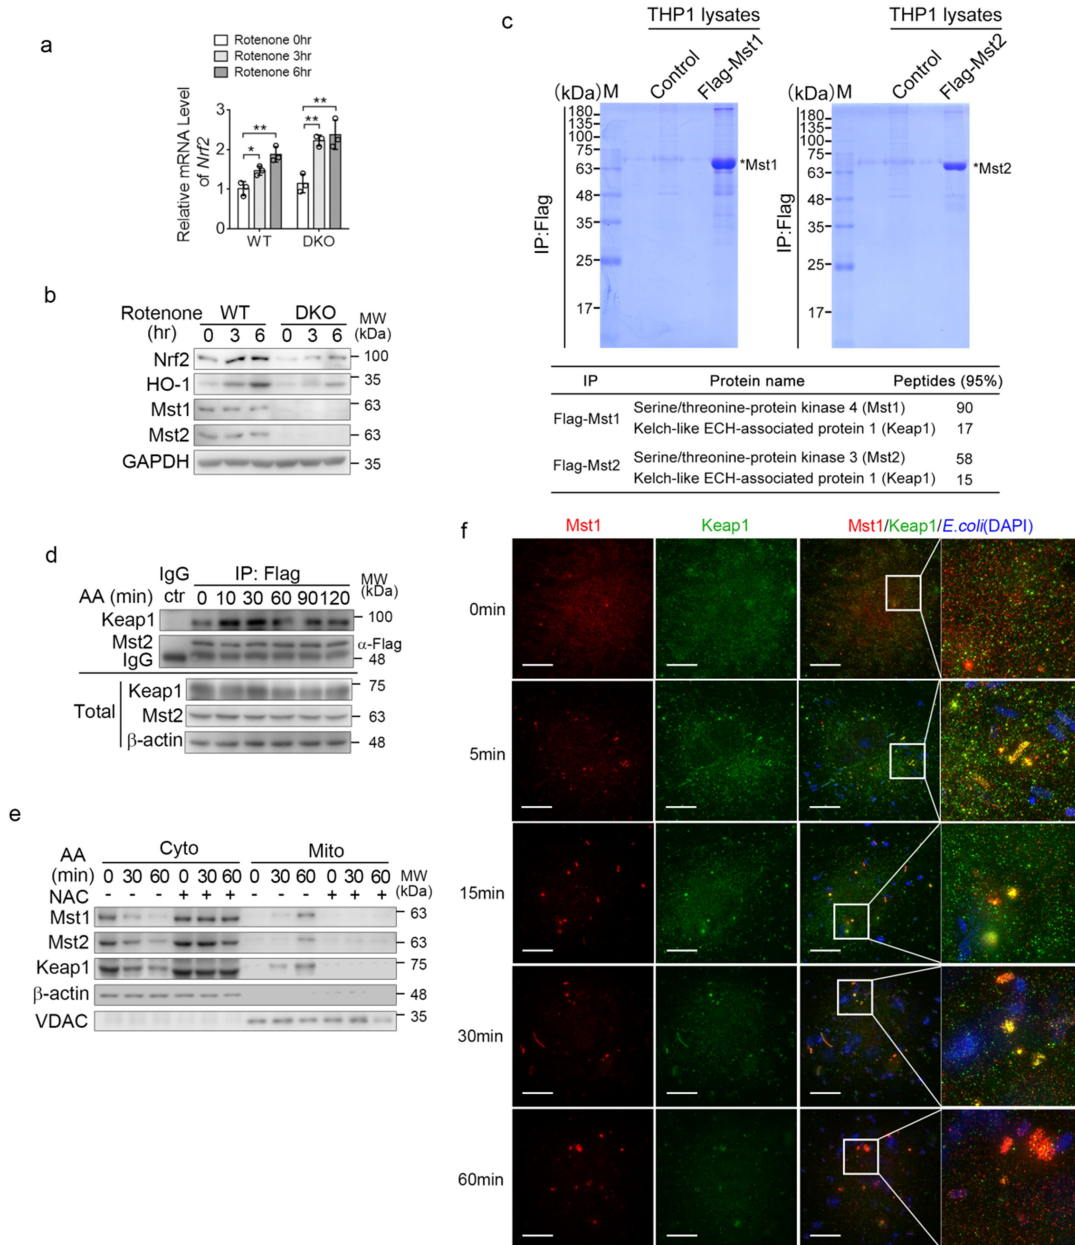 a
Rotenone 0hr
Rotenone 3hr
Rotenone 6hr
Relative mRNA Level
of Nrf2
3
2
1
0
* ** ** **
WT DKO
b
Rotenone WT DKO MW
(hr) 0 3 6 0 3 6 (kDa)
Nrf2 100
HO-1 35
Mst1 63
Mst2 63
GAPDH 35
c
THP1 lysates
(kDa) M Control Flag-Mst1
180
135
100
75
63
48
35
25
17
*Mst1
IP:Flag
THP1 lysates
(kDa) M Control Flag-Mst2
180
135
100
75
63
48
35
25
17
*Mst2
IP:Flag
IP Protein name Peptides (95%)
Flag-Mst1 Serine/threonine-protein kinase 4 (Mst1) 90
Kelch-like ECH-associated protein 1 (Keap1) 17
Flag-Mst2 Serine/threonine-protein kinase 3 (Mst2) 58
Kelch-like ECH-associated protein 1 (Keap1) 15
d
IgG ctr IP: Flag MW (kDa)
AA (min) 0 10 30 60 90 120
Keap1 100
Mst2 α-Flag
IgG 48
Total
Keap1 75
Mst2 63
β-actin 48
e
Cyto Mito
AA (min) 0 30 60 0 30 60 0 30 60 0 30 60 MW (kDa)
NAC - - - + + + - - - + + +
Mst1 63
Mst2 63
Keap1 75
β-actin 48
VDAC 35
f
Mst1 Keap1 Mst1/Keap1/E.coli(DAPI)
0min
5min
15min
30min
60min